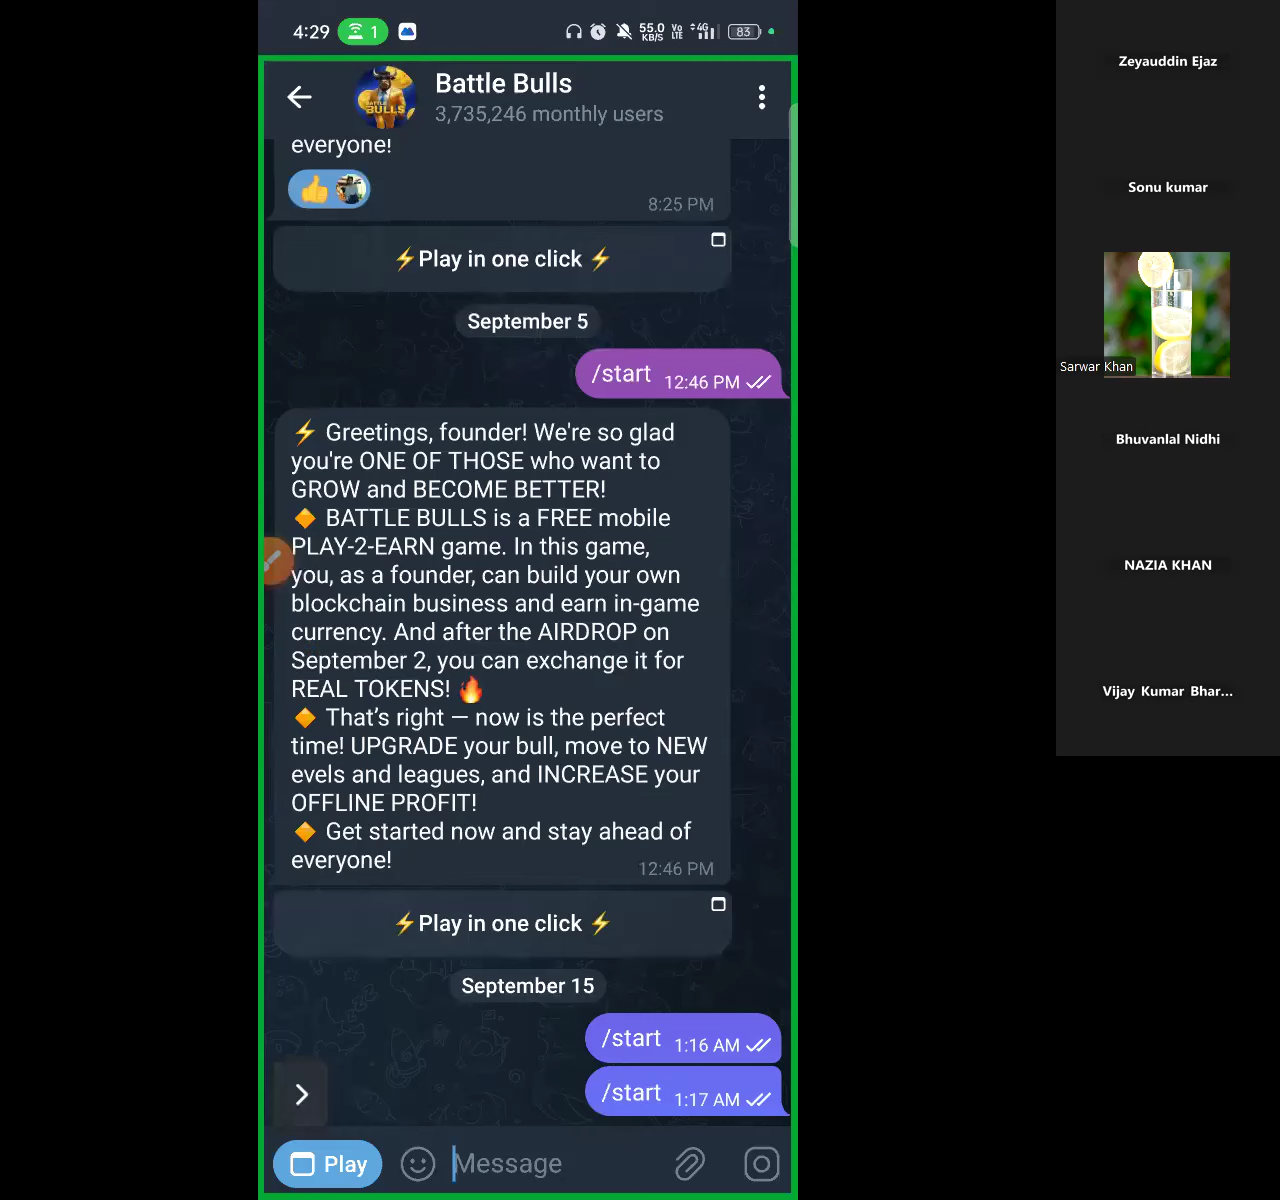 4:29
1
55.0
KB/S
Vo
LTE
4G
83
Battle Bulls
3,735,246 monthly users
BATTLE
BULLS
everyone!
8:25 PM
⚡Play in one click ⚡
September 5
/start 12:46 PM
⚡ Greetings, founder! We're so glad
you're ONE OF THOSE who want to
GROW and BECOME BETTER!
🔶 BATTLE BULLS is a FREE mobile
PLAY-2-EARN game. In this game,
you, as a founder, can build your own
blockchain business and earn in-game
currency. And after the AIRDROP on
September 2, you can exchange it for
REAL TOKENS! 🔥
🔶 That's right — now is the perfect
time! UPGRADE your bull, move to NEW
evels and leagues, and INCREASE your
OFFLINE PROFIT!
🔶 Get started now and stay ahead of
everyone!
12:46 PM
⚡Play in one click ⚡
September 15
/start 1:16 AM
/start 1:17 AM
Play
Message
Zeyauddin Ejaz
Sonu kumar
Sarwar Khan
Bhuvanlal Nidhi
NAZIA KHAN
Vijay Kumar Bhar...